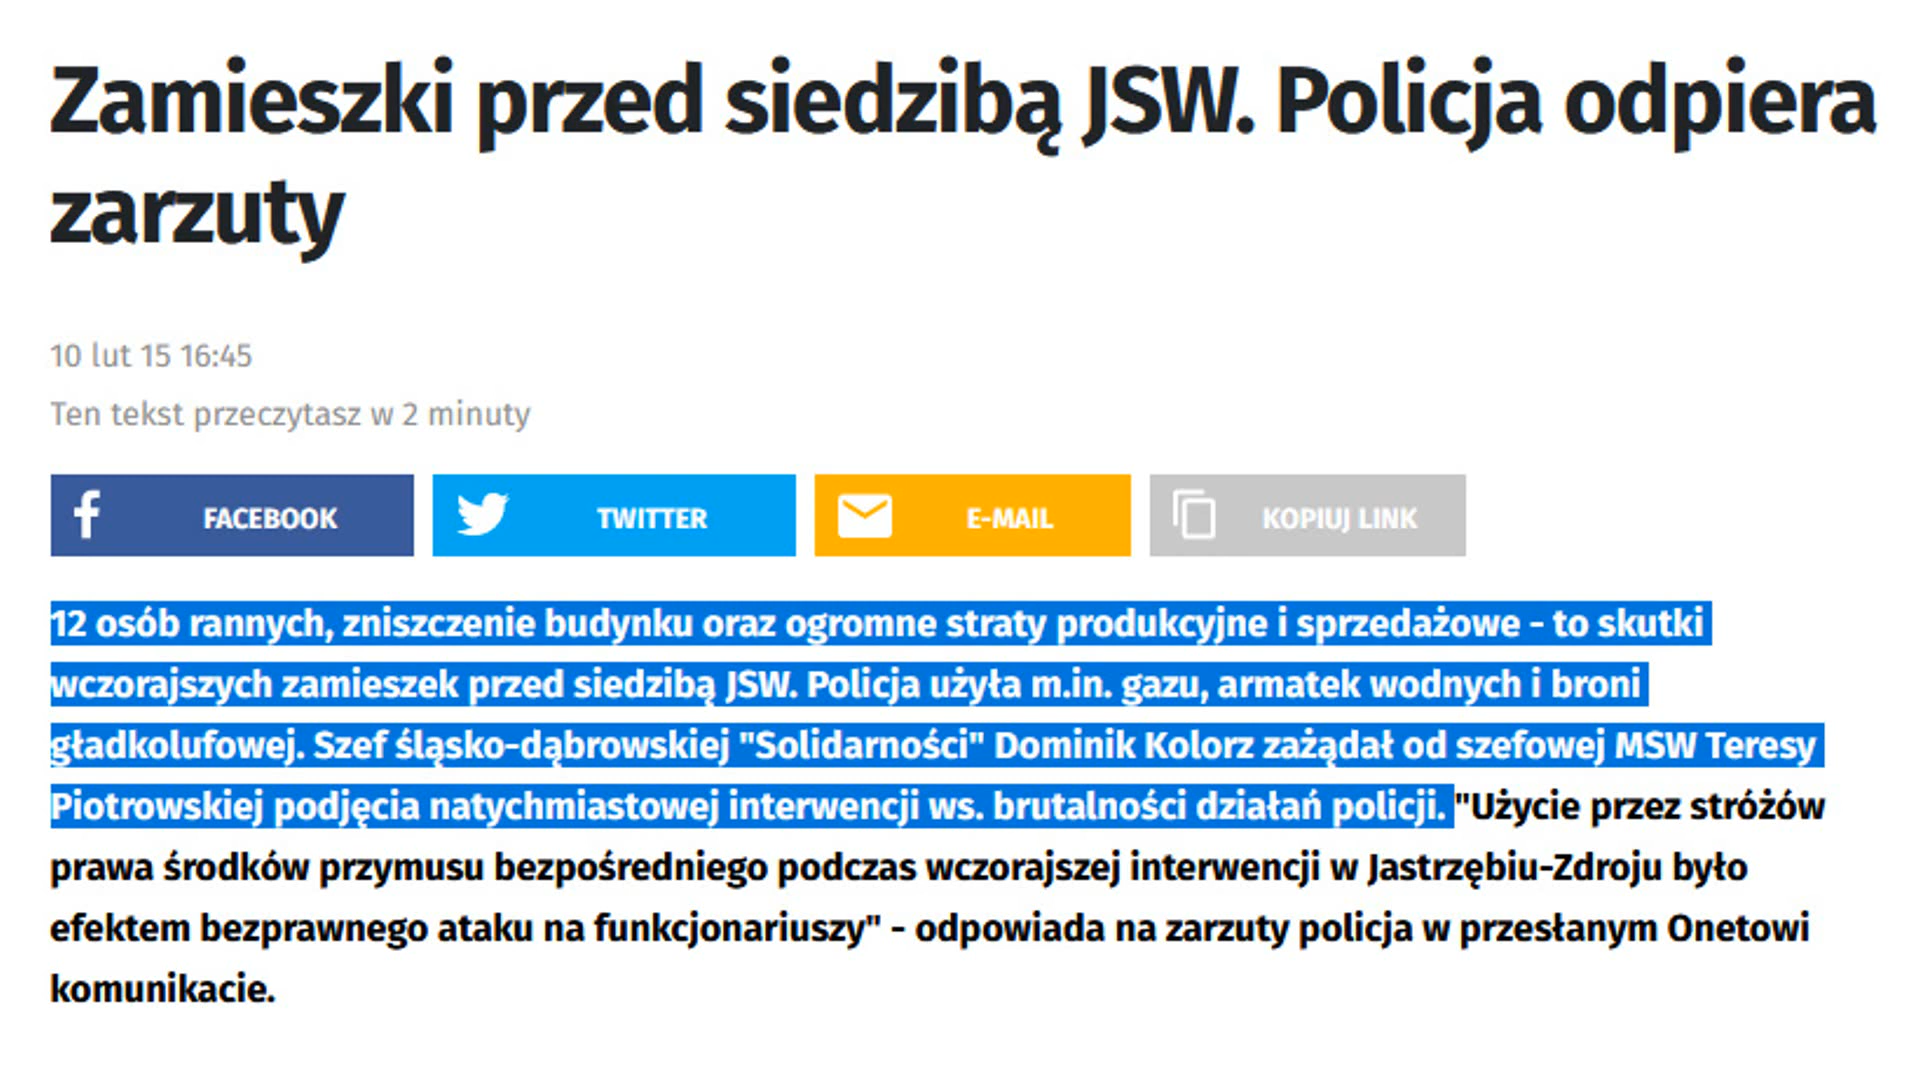 Zamieszki przed siedzibą JSW. Policja odpiera
zarzuty
10 lut 15 16:45
Ten tekst przeczytasz w 2 minuty
FACEBOOK
TWITTER
E-MAIL
KOPIUJ LINK
12 osób rannych, zniszczenie budynku oraz ogromne straty produkcyjne i sprzedażowe - to skutki
wczorajszych zamieszek przed siedzibą JSW. Policja użyła m.in. gazu, armatek wodnych i broni
gładkolufowej. Szef śląsko-dąbrowskiej "Solidarności" Dominik Kolorz zażądał od szefowej MSW Teresy
Piotrowskiej podjęcia natychmiastowej interwencji ws. brutalności działań policji. "Użycie przez stróżów
prawa środków przymusu bezpośredniego podczas wczorajszej interwencji w Jastrzębiu-Zdroju było
efektem bezprawnego ataku na funkcjonariuszy" - odpowiada na zarzuty policja w przesłanym Onetowi
komunikacie.